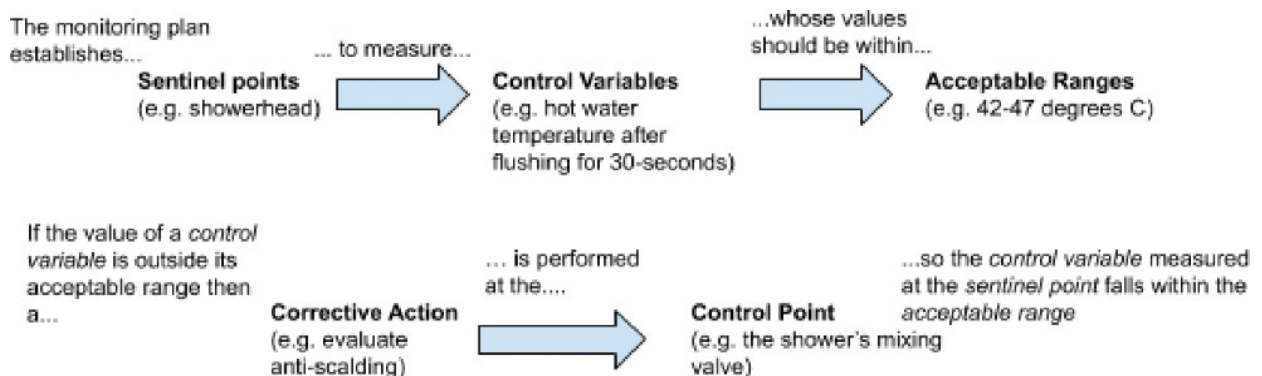 The monitoring plan
establishes...
... to measure...
...whose values
should be within...
Sentinel points
(e.g. showerhead)
Control Variables
(e.g. hot water
temperature after
flushing for 30-seconds)
Acceptable Ranges
(e.g. 42-47 degrees C)
If the value of a control
variable is outside its
acceptable range then
a...
Corrective Action
(e.g. evaluate
anti-scalding)
... is performed
at the....
Control Point
(e.g. the shower's mixing
valve)
...so the control variable measured
at the sentinel point falls within the
acceptable range